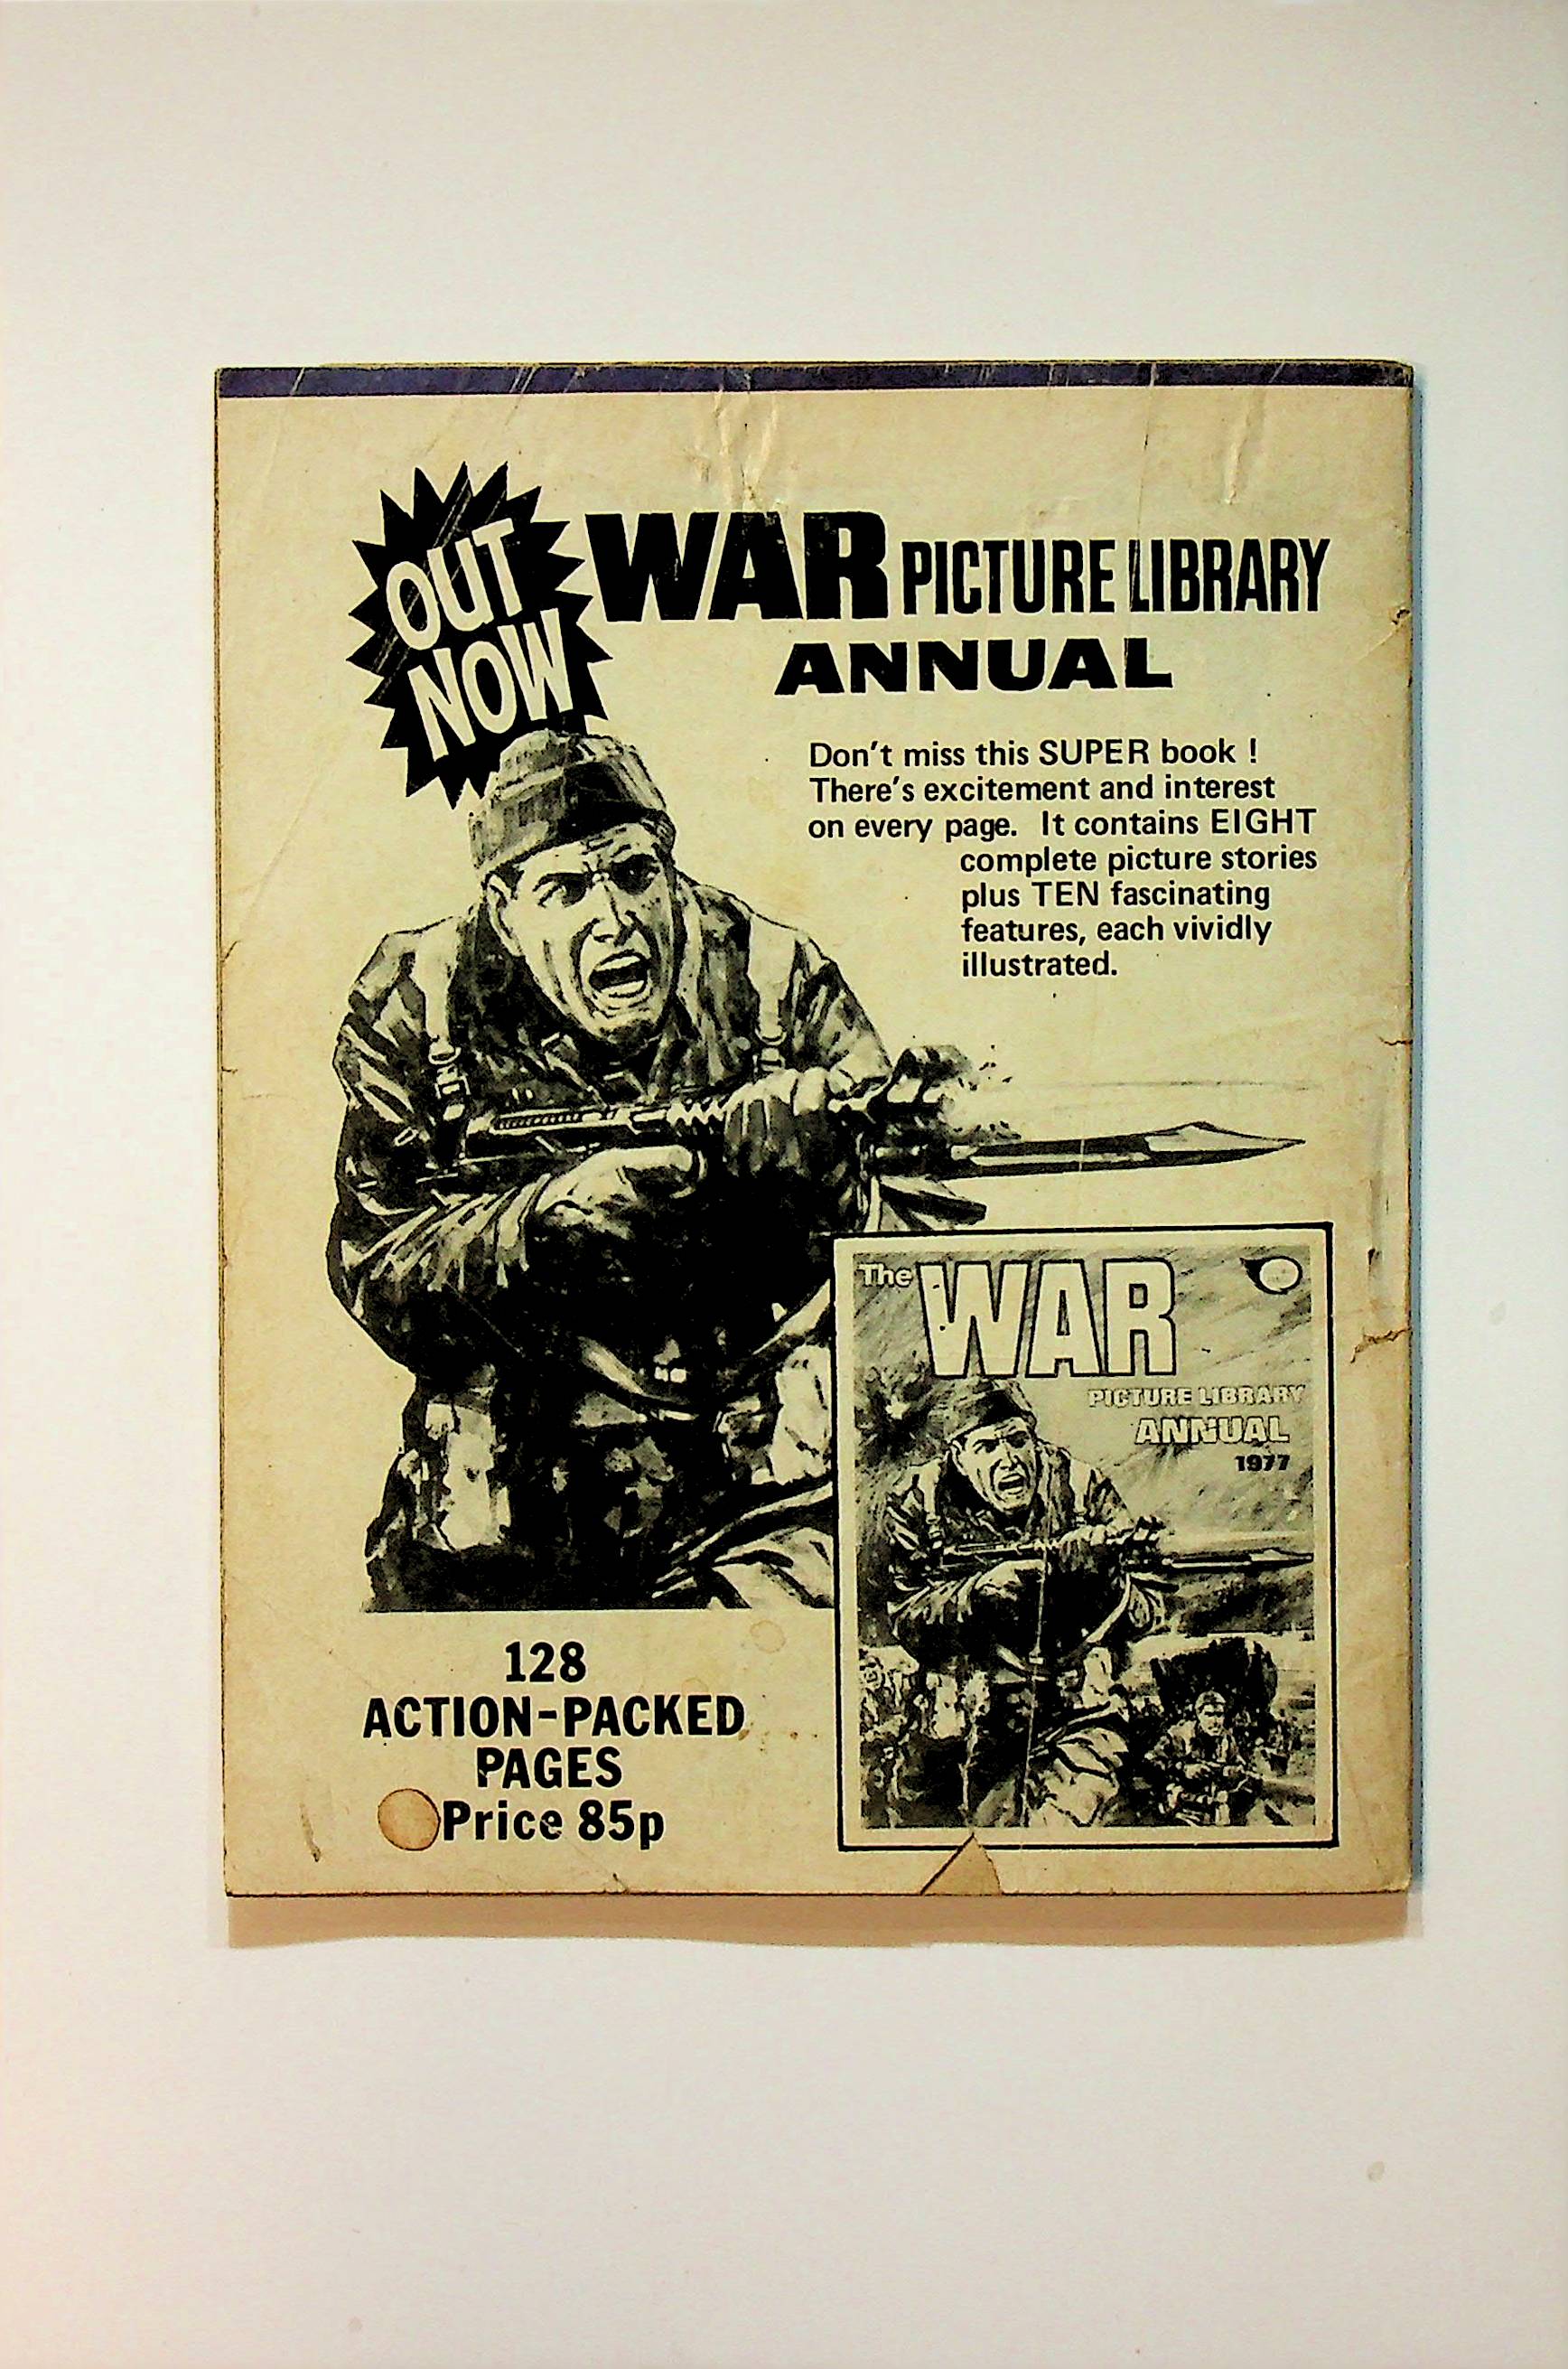 OUT
NOW
WAR PICTURE LIBRARY
ANNUAL
Don't miss this SUPER book !
There's excitement and interest
on every page. It contains EIGHT
complete picture stories
plus TEN fascinating
features, each vividly
illustrated.
The WAR
PICTURE LIBRARY
ANNUAL
1977
128
ACTION-PACKED
PAGES
Price 85p